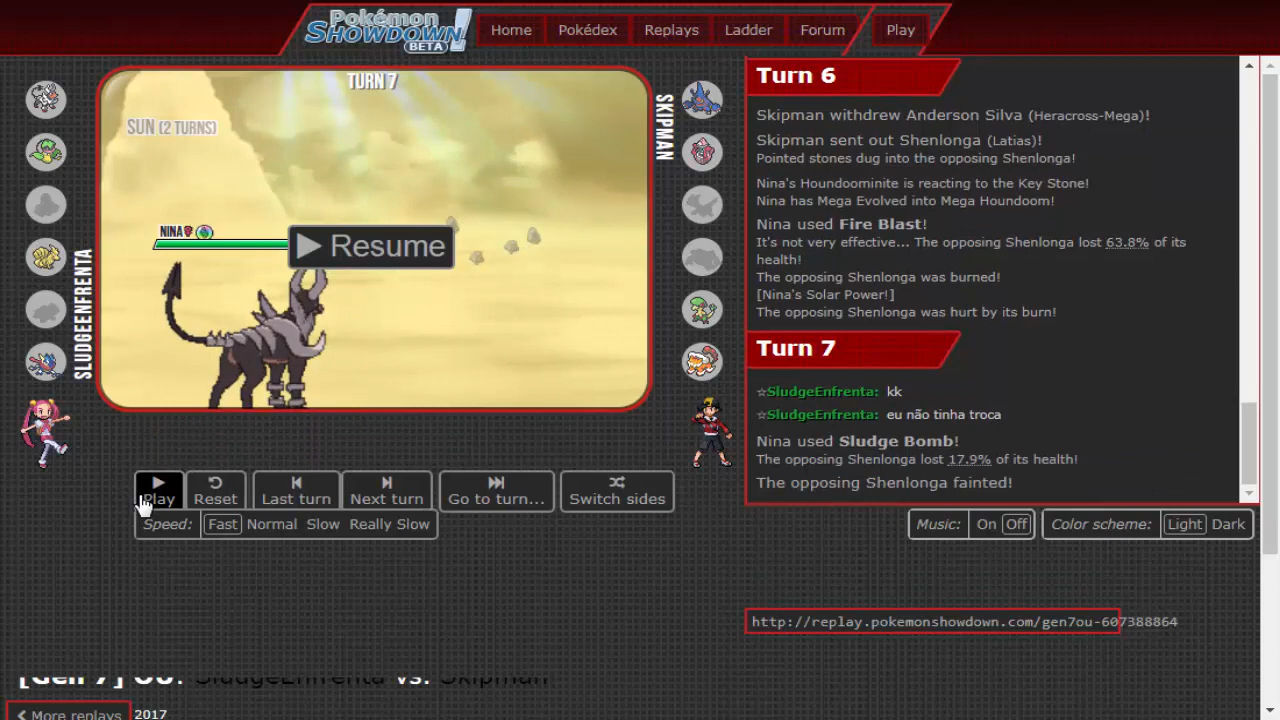 Pokémon
SHOWDOWN!
BETA
Home
Pokédex
Replays
Ladder
Forum
Play
TURN 7
SUN (2 TURNS)
NINA
Resume
SLUDGEENFRENTA
SKIPMAN
Turn 6
Skipman withdrew Anderson Silva (Heracross-Mega)!
Skipman sent out Shenlonga (Latias)!
Pointed stones dug into the opposing Shenlonga!
Nina's Houndoominite is reacting to the Key Stone!
Nina has Mega Evolved into Mega Houndoom!
Nina used Fire Blast!
It's not very effective... The opposing Shenlonga lost 63.8% of its
health!
The opposing Shenlonga was burned!
[Nina's Solar Power!]
The opposing Shenlonga was hurt by its burn!
Turn 7
☆SludgeEnfrenta: kk
☆SludgeEnfrenta: eu não tinha troca
Nina used Sludge Bomb!
The opposing Shenlonga lost 17.9% of its health!
The opposing Shenlonga fainted!
Play
Reset
Last turn
Next turn
Go to turn...
Switch sides
Speed: Fast Normal Slow Really Slow
Music: On Off
Color scheme: Light Dark
http://replay.pokemonshowdown.com/gen7ou-607388864
[Gen 7] OU: SludgeEnfrenta vs. Skipman
< More replays
2017